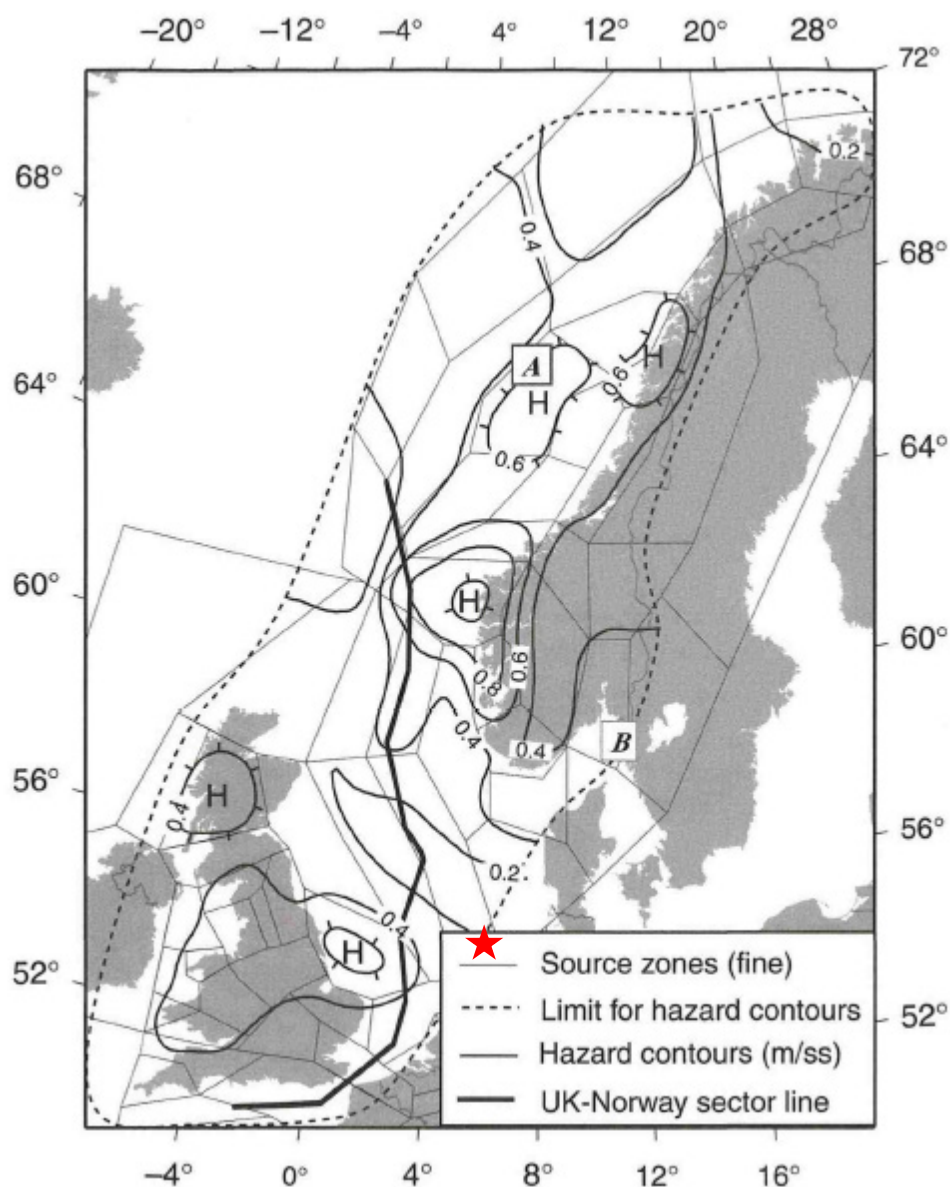 −20° −12° −4° 4° 12° 20° 28°
72°
0.2
68°
0.4
68°
H
A
0.6
64°
H
64°
0.6
60°
H
60°
0.6
0.8
0.4
0.4
B
56°
H
0.4
56°
0.2
0.4
H
52°
52°
Source zones (fine)
Limit for hazard contours
Hazard contours (m/ss)
UK-Norway sector line
−4° 0° 4° 8° 12° 16°